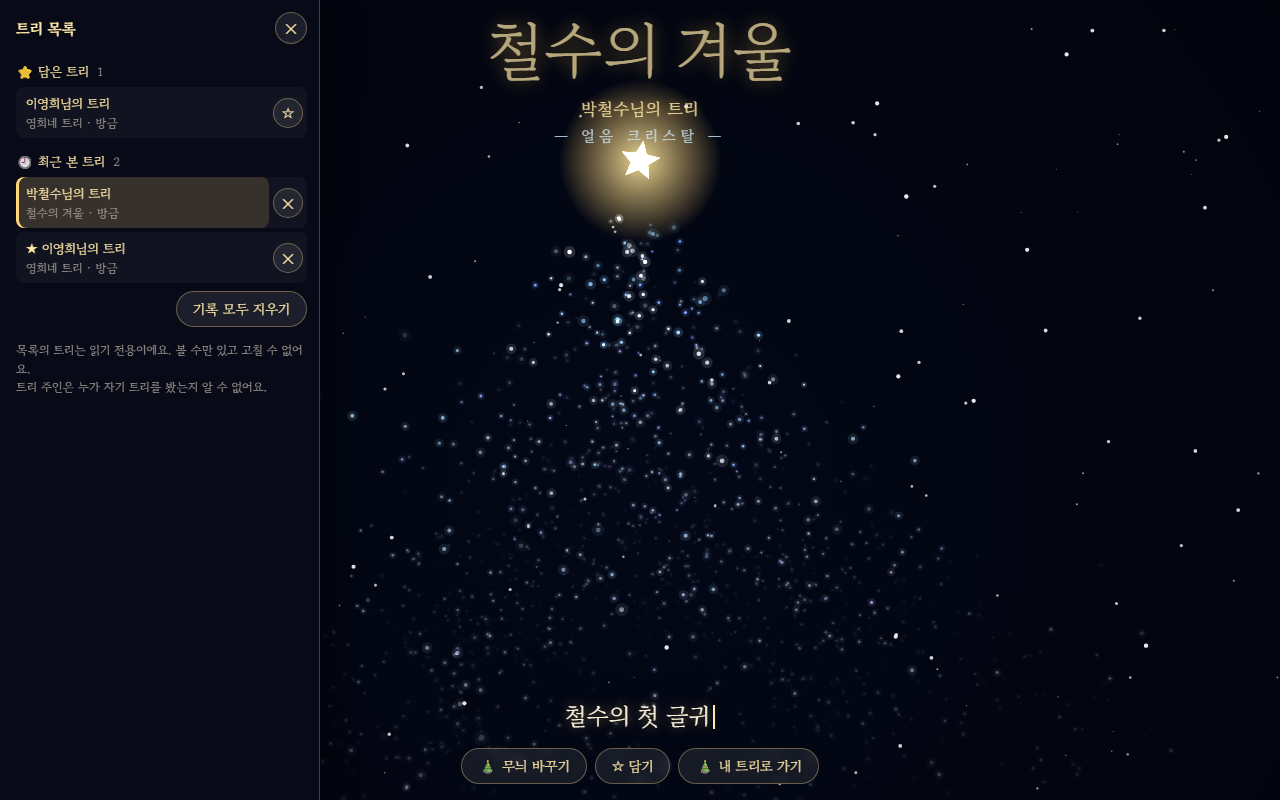 트리 목록
담은 트리 1
이영희님의 트리
영희네 트리 · 방금
최근 본 트리 2
박철수님의 트리
철수의 겨울 · 방금
★ 이영희님의 트리
영희네 트리 · 방금
기록 모두 지우기
목록의 트리는 읽기 전용이에요. 볼 수만 있고 고칠 수 없어
요.
트리 주인은 누가 자기 트리를 봤는지 알 수 없어요.
철수의 겨울
박철수님의 트리
— 얼음 크리스탈 —
철수의 첫 글귀
무늬 바꾸기
☆ 담기
내 트리로 가기